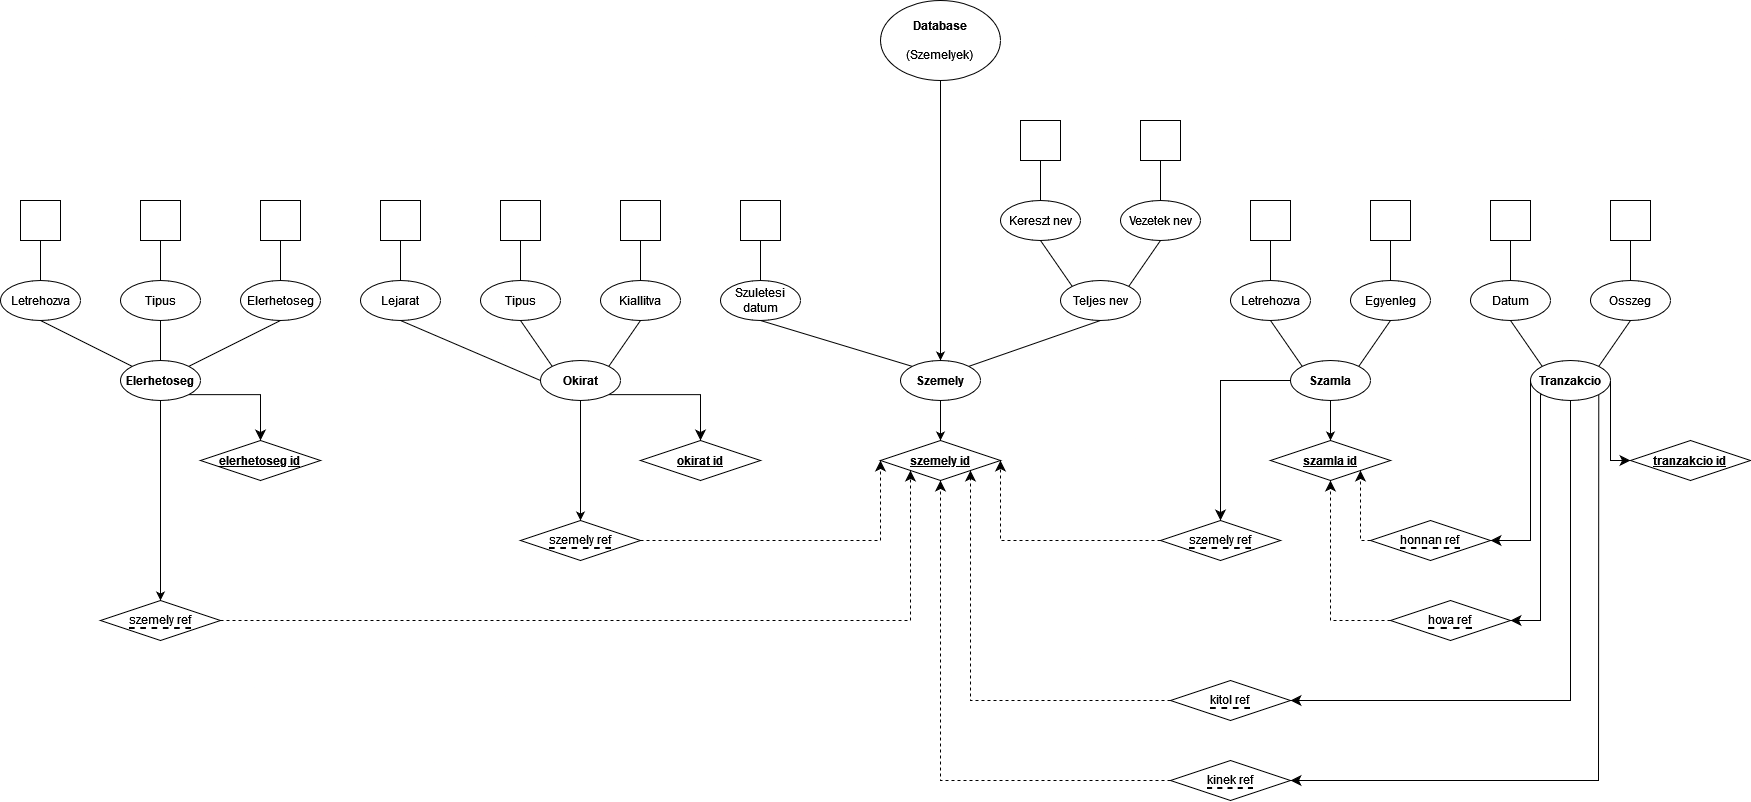 Database
(Szemelyek)
Kereszt nev
Vezetek nev
Letrehozva
Tipus
Elerhetoseg
Lejarat
Tipus
Kiallitva
Szuletesi
datum
Teljes nev
Letrehozva
Egyenleg
Datum
Osszeg
Elerhetoseg
Okirat
Szemely
Szamla
Tranzakcio
elerhetoseg id
okirat id
szemely id
szamla id
tranzakcio id
szemely ref
szemely ref
honnan ref
szemely ref
hova ref
kitol ref
kinek ref